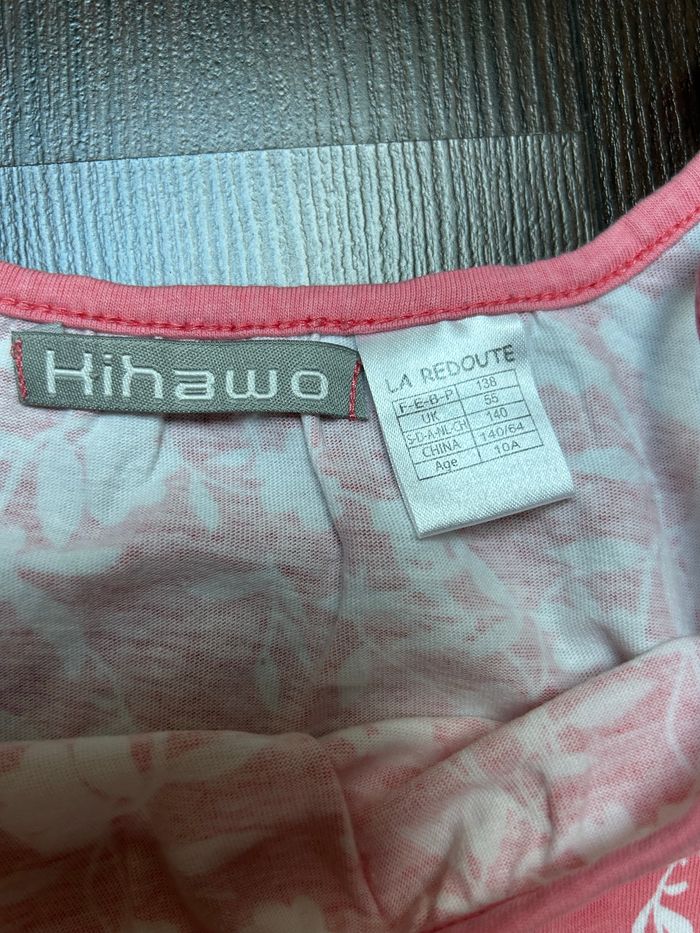 Kihawo
LA REDOUTE
F-E-B-P 138
UK 55
S-D-A-NL-CH 140
CHINA 140/64
Age 10A